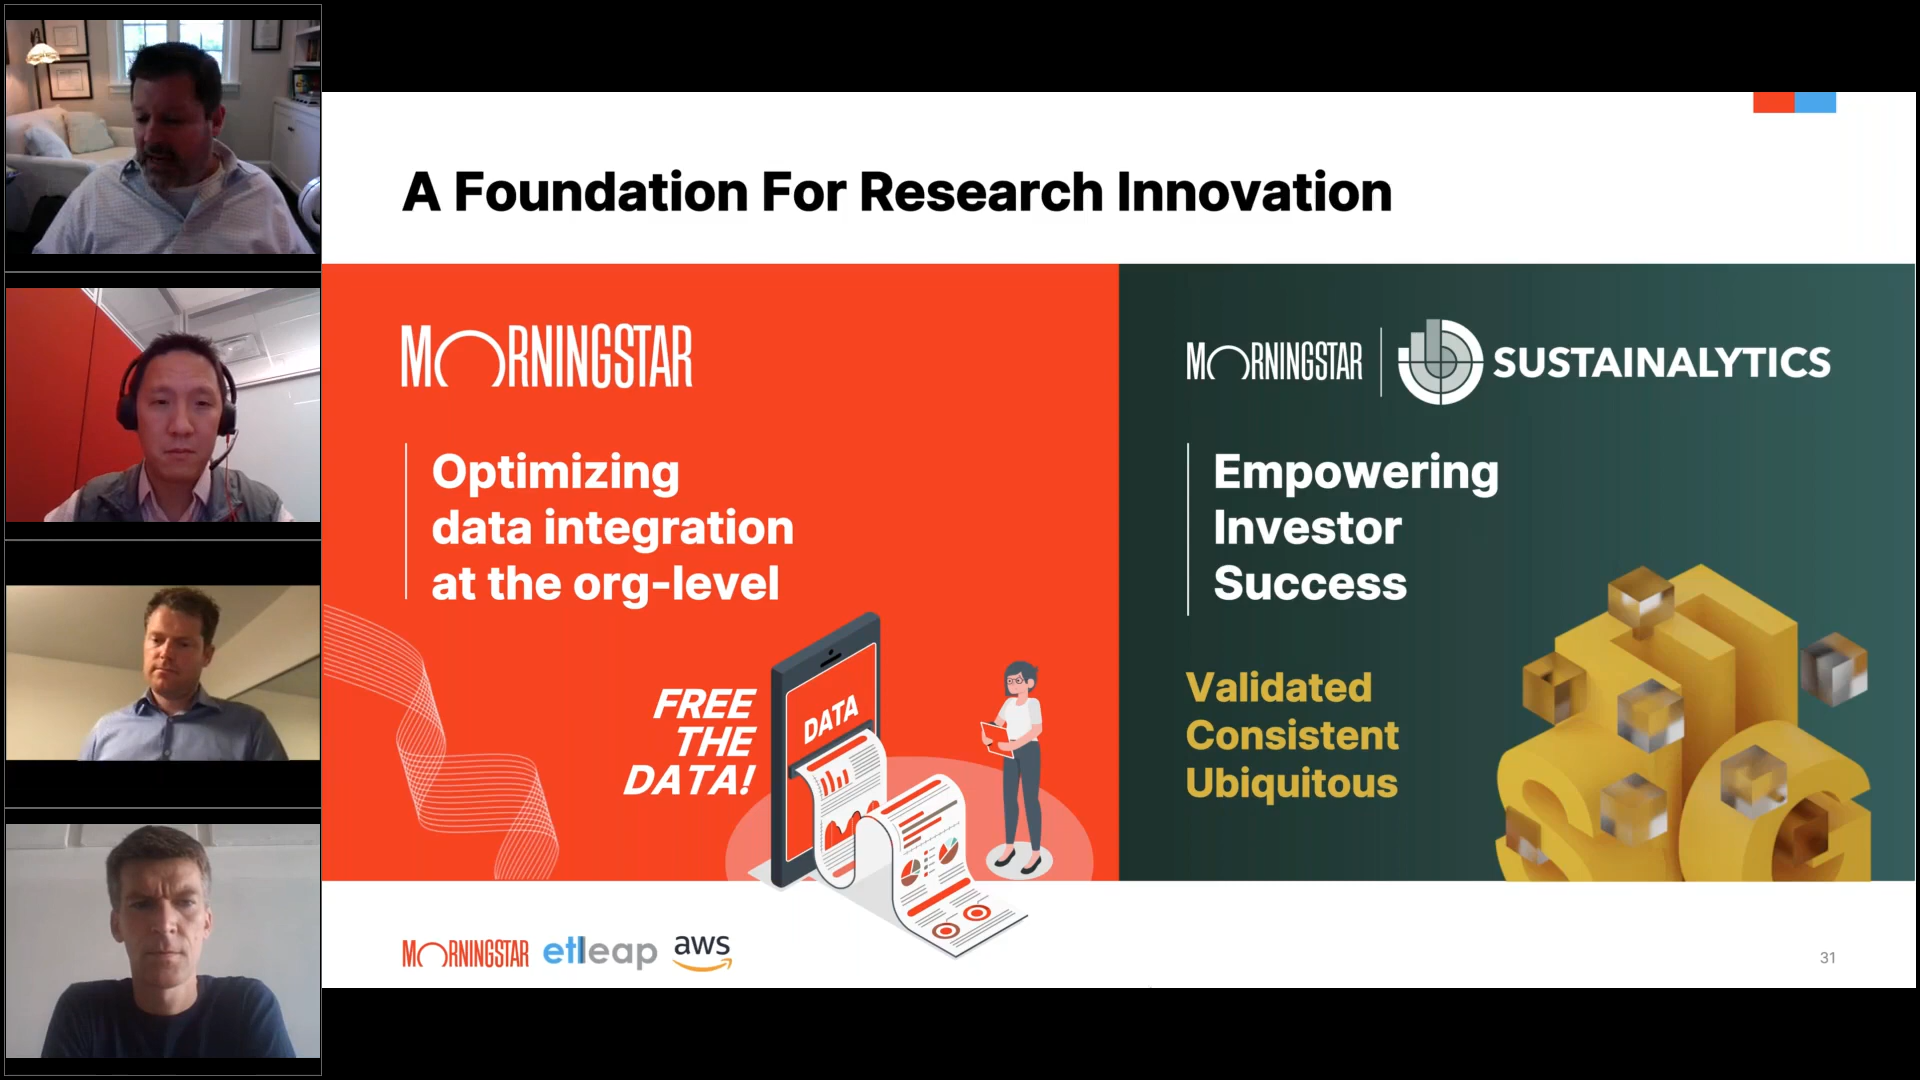 A Foundation For Research Innovation
MORNINGSTAR
Optimizing
data integration
at the org-level
FREE
THE
DATA!
DATA
MORNINGSTAR
SUSTAINALYTICS
Empowering
Investor
Success
Validated
Consistent
Ubiquitous
MORNINGSTAR
etleap
aws
31